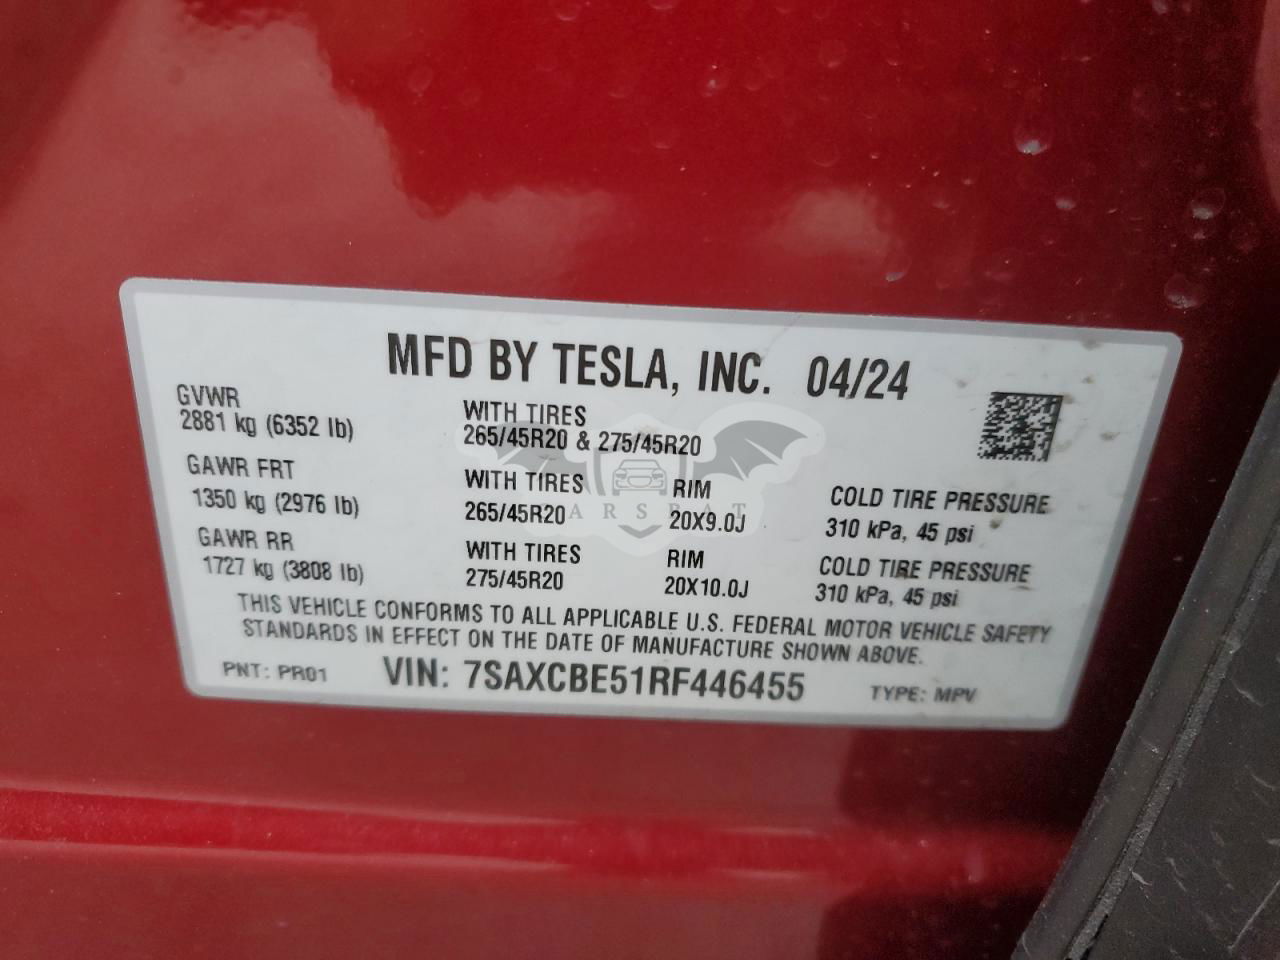 MFD BY TESLA, INC. 04/24
GVWR
2881 kg (6352 lb)
WITH TIRES
265/45R20 & 275/45R20
GAWR FRT
1350 kg (2976 lb)
WITH TIRES
265/45R20
RIM
20X9.0J
COLD TIRE PRESSURE
310 kPa, 45 psi
GAWR RR
1727 kg (3808 lb)
WITH TIRES
275/45R20
RIM
20X10.0J
COLD TIRE PRESSURE
310 kPa, 45 psi
THIS VEHICLE CONFORMS TO ALL APPLICABLE U.S. FEDERAL MOTOR VEHICLE SAFETY
STANDARDS IN EFFECT ON THE DATE OF MANUFACTURE SHOWN ABOVE.
PNT: PR01 VIN: 7SAXCBE51RF446455 TYPE: MPV